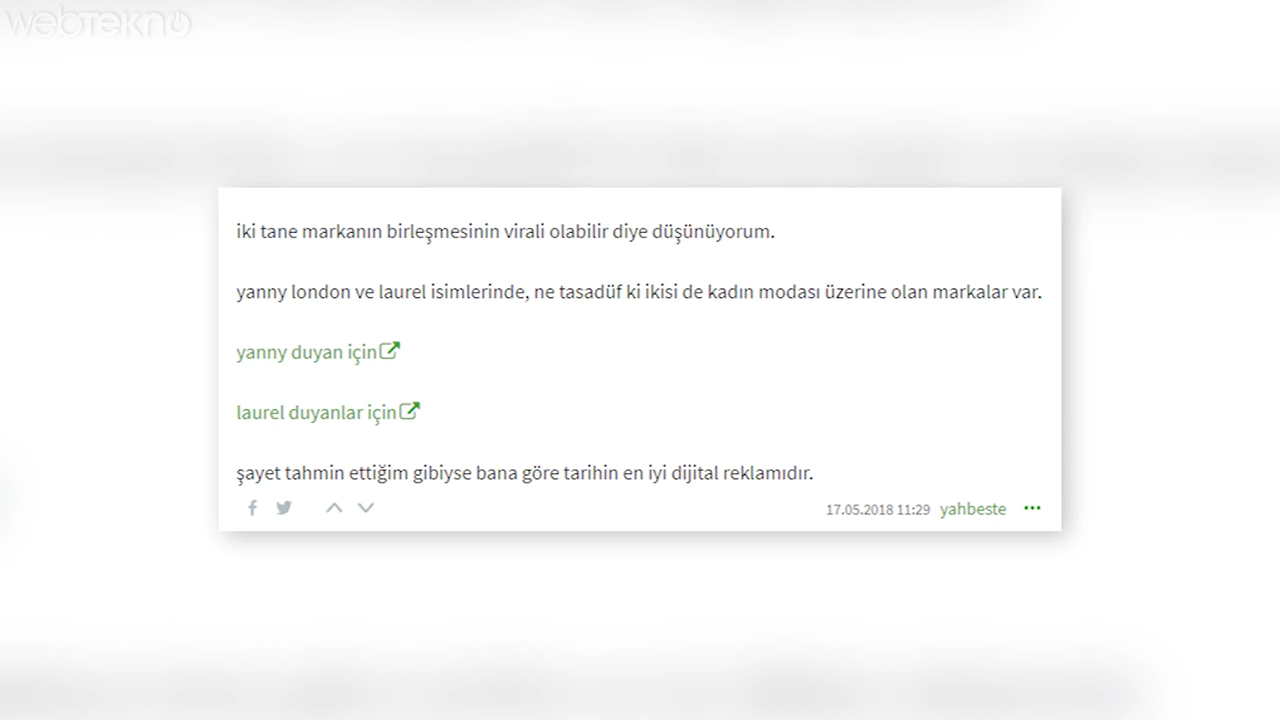 webtekno
iki tane markanın birleşmesinin virali olabilir diye düşünüyorum.
yanny london ve laurel isimlerinde, ne tasadüf ki ikisi de kadın modası üzerine olan markalar var.
yanny duyan için
laurel duyanlar için
şayet tahmin ettiğim gibiyse bana göre tarihin en iyi dijital reklamıdır.
17.05.2018 11:29 yahbeste